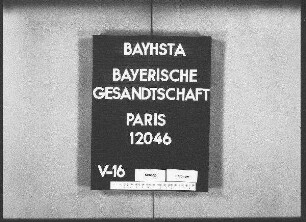 BAYHSTA
BAYERISCHE
GESANDTSCHAFT
PARIS
12046
V-16